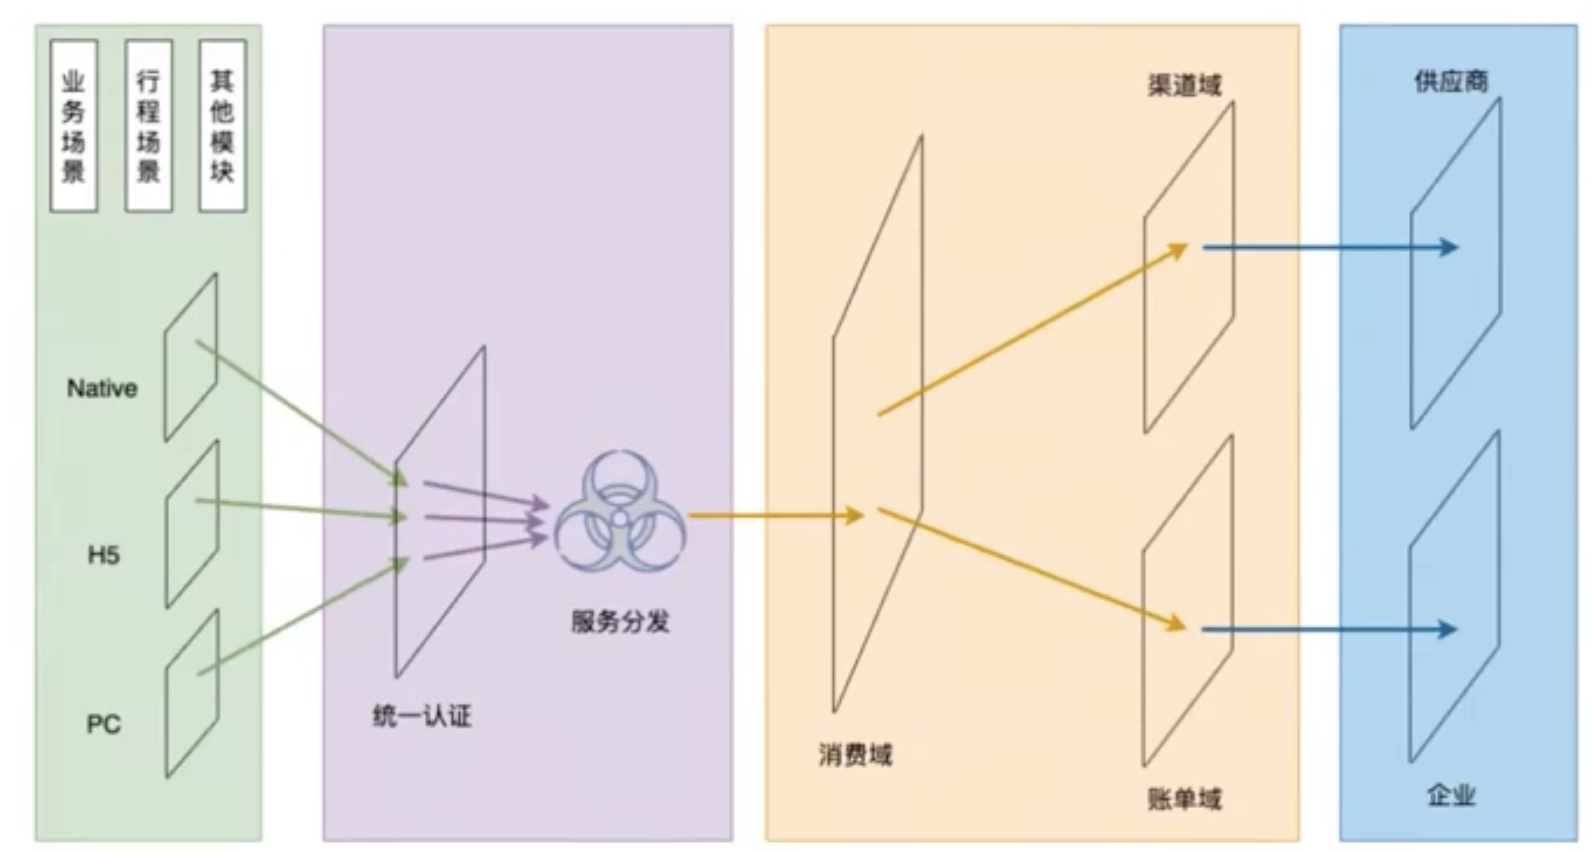 业务场景
行程场景
其他模块
Native
H5
PC
统一认证
服务分发
消费域
渠道域
账单域
供应商
企业